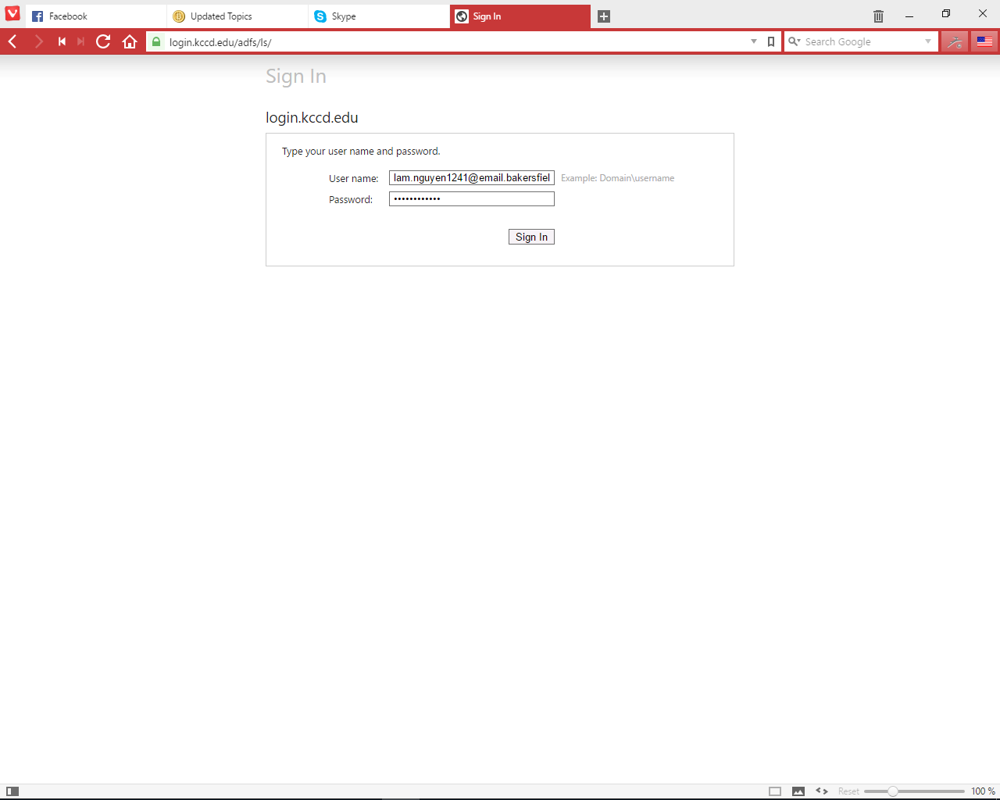 Facebook
Updated Topics
Skype
Sign In
login.kccd.edu/adfs/ls/
Search Google
Sign In
login.kccd.edu
Type your user name and password.
User name: lam.nguyen1241@email.bakersfiel Example: Domain\username
Password: ••••••••••••
Sign In
Reset 100 %